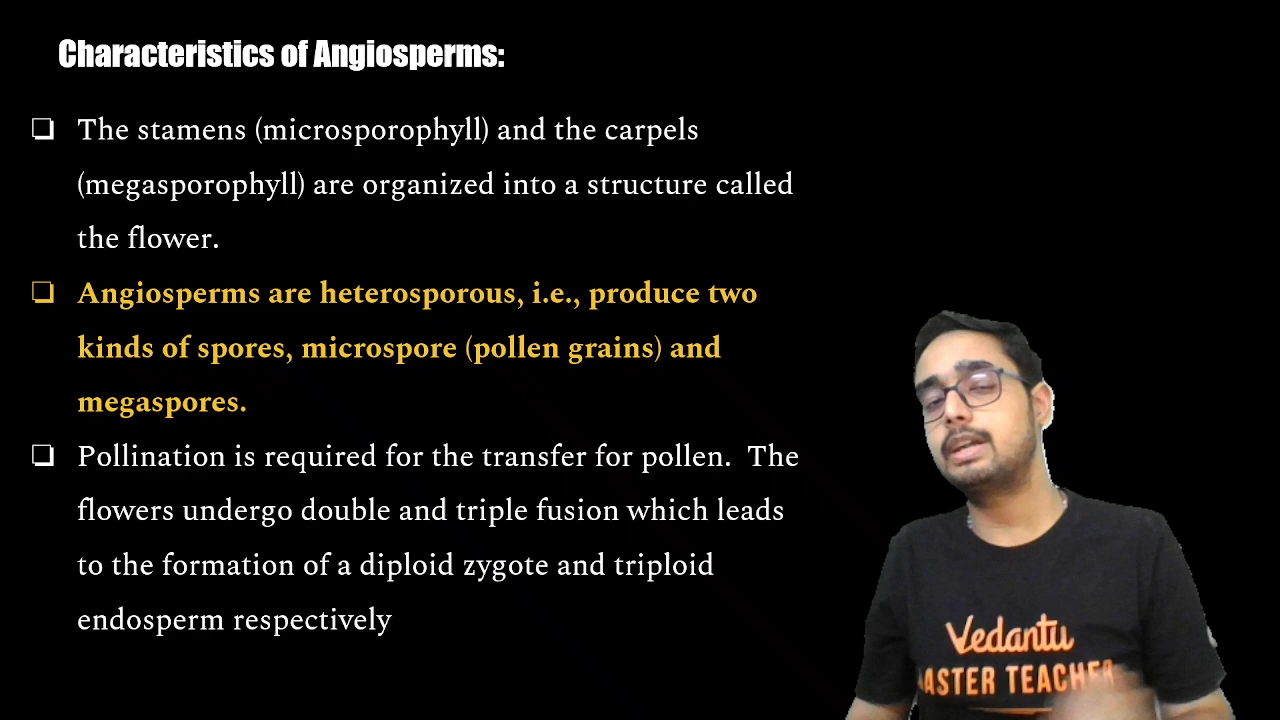 Characteristics of Angiosperms:
❏ The stamens (microsporophyll) and the carpels
(megasporophyll) are organized into a structure called
the flower.
❏ Angiosperms are heterosporous, i.e., produce two
kinds of spores, microspore (pollen grains) and
megaspores.
❏ Pollination is required for the transfer for pollen.  The
flowers undergo double and triple fusion which leads
to the formation of a diploid zygote and triploid
endosperm respectively
Vedantu
ASTER TEACHER